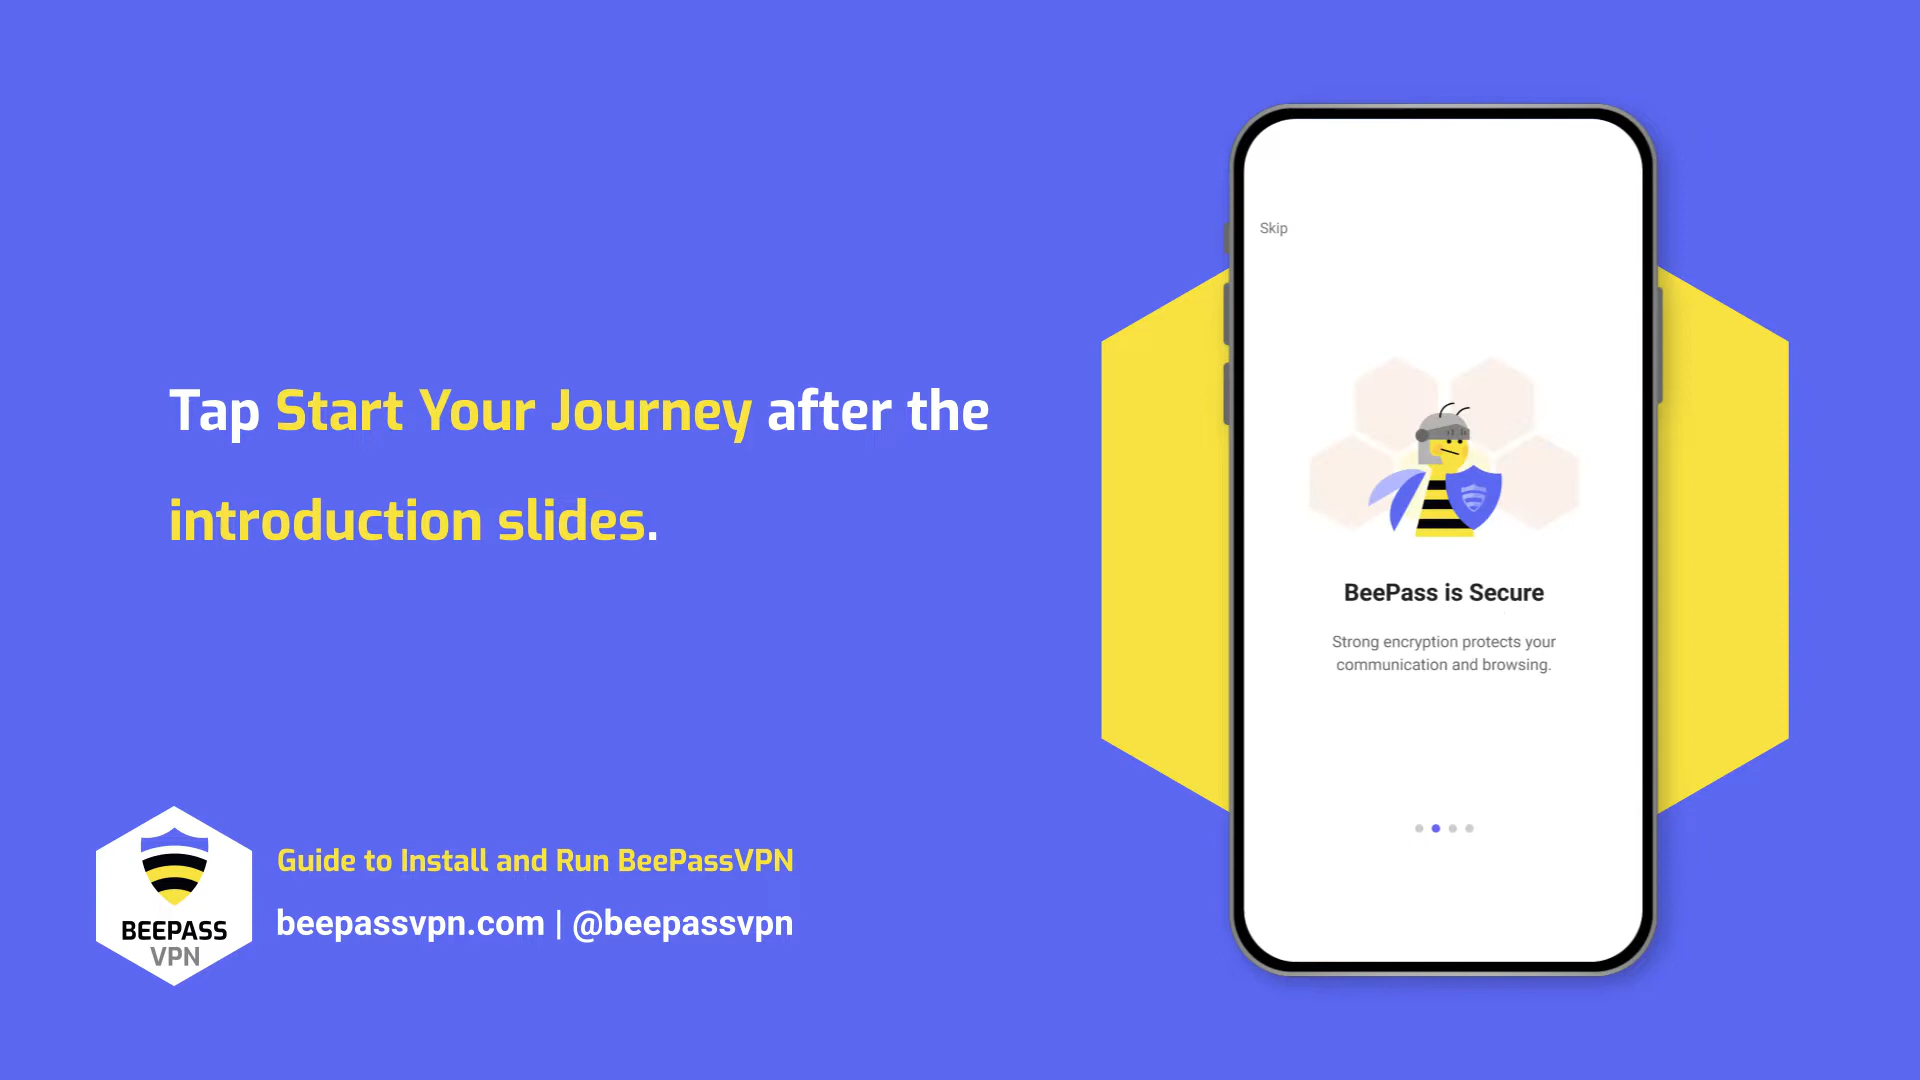 Tap Start Your Journey after the
introduction slides.
Skip
BeePass is Secure
Strong encryption protects your
communication and browsing.
BEEPASS
VPN
Guide to Install and Run BeePassVPN
beepassvpn.com | @beepassvpn